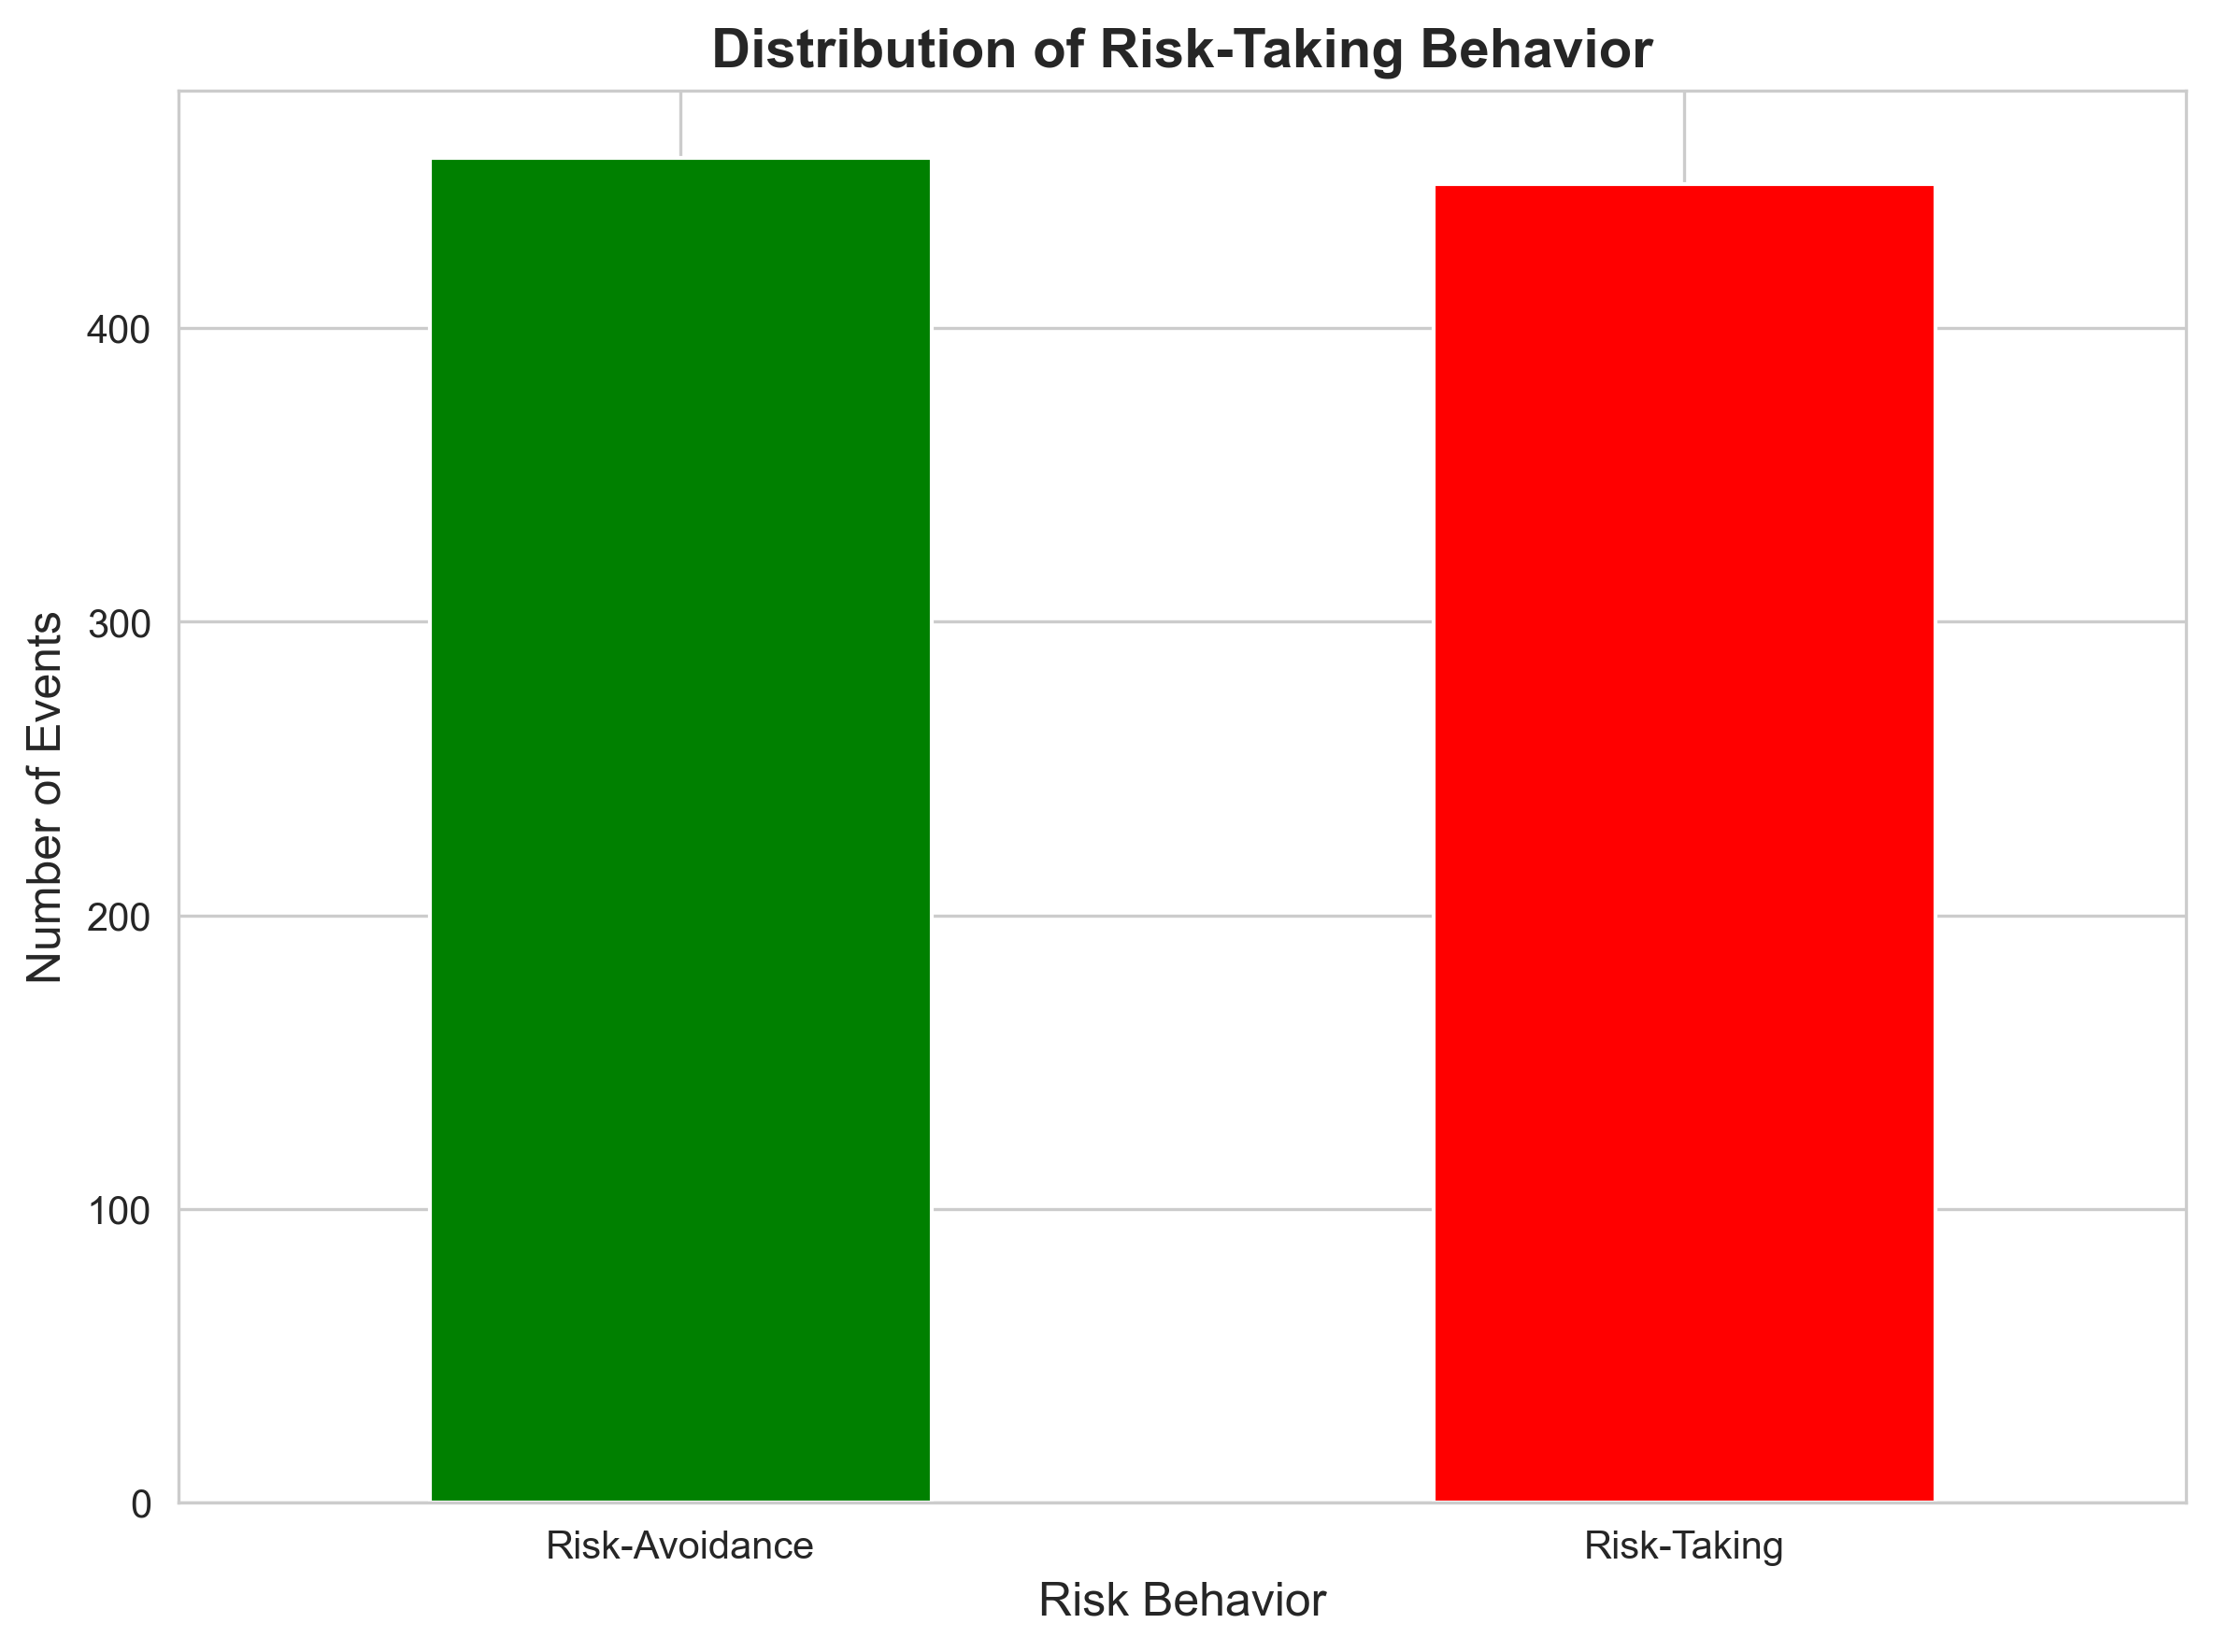 Distribution of Risk-Taking Behavior
Number of Events
400
300
200
100
0
Risk-Avoidance
Risk-Taking
Risk Behavior